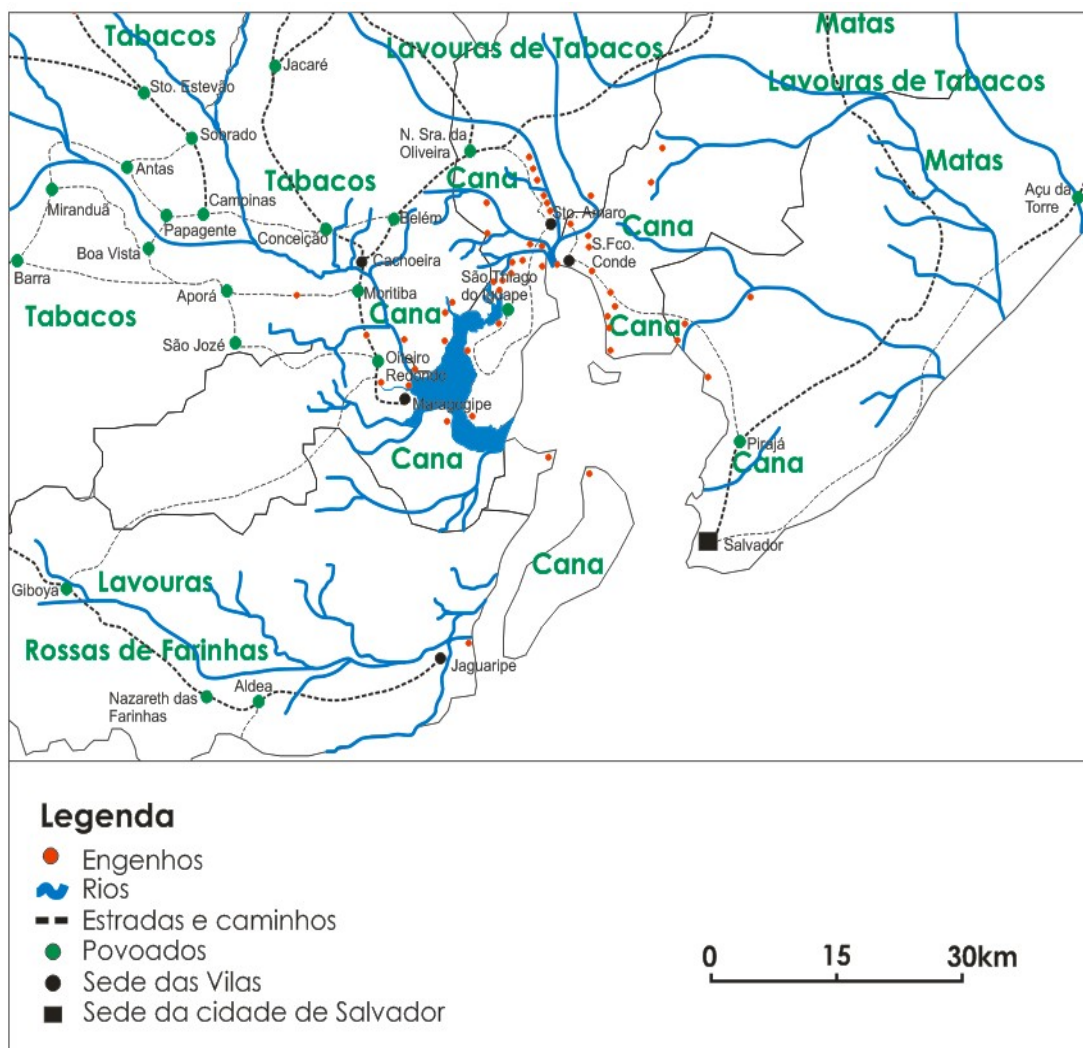 Tabacos
Matas
Lavouras de Tabacos
Jacaré
Lavouras de Tabacos
Sto. Estevão
Sobrado
N. Sra. da
Oliveira
Matas
Antas
Tabacos
Cana
Açu da
Torre
Miranduá
Campinas
Papagente
Belém
Sto. Amaro
Cana
Conceição
Boa Vista
S.Fco.
Conde
Cachoeira
Barra
São Thiago
do Iguape
Aporá
Moritiba
Tabacos
Cana
Cana
São Jozé
Oiteiro
Redondo
Maragogipe
Cana
Pirajá
Cana
Salvador
Cana
Giboya
Lavouras
Rossas de Farinhas
Jaguaripe
Aldea
Nazareth das
Farinhas
Legenda
Engenhos
Rios
Estradas e caminhos
Povoados
Sede das Vilas
Sede da cidade de Salvador
0 15 30km